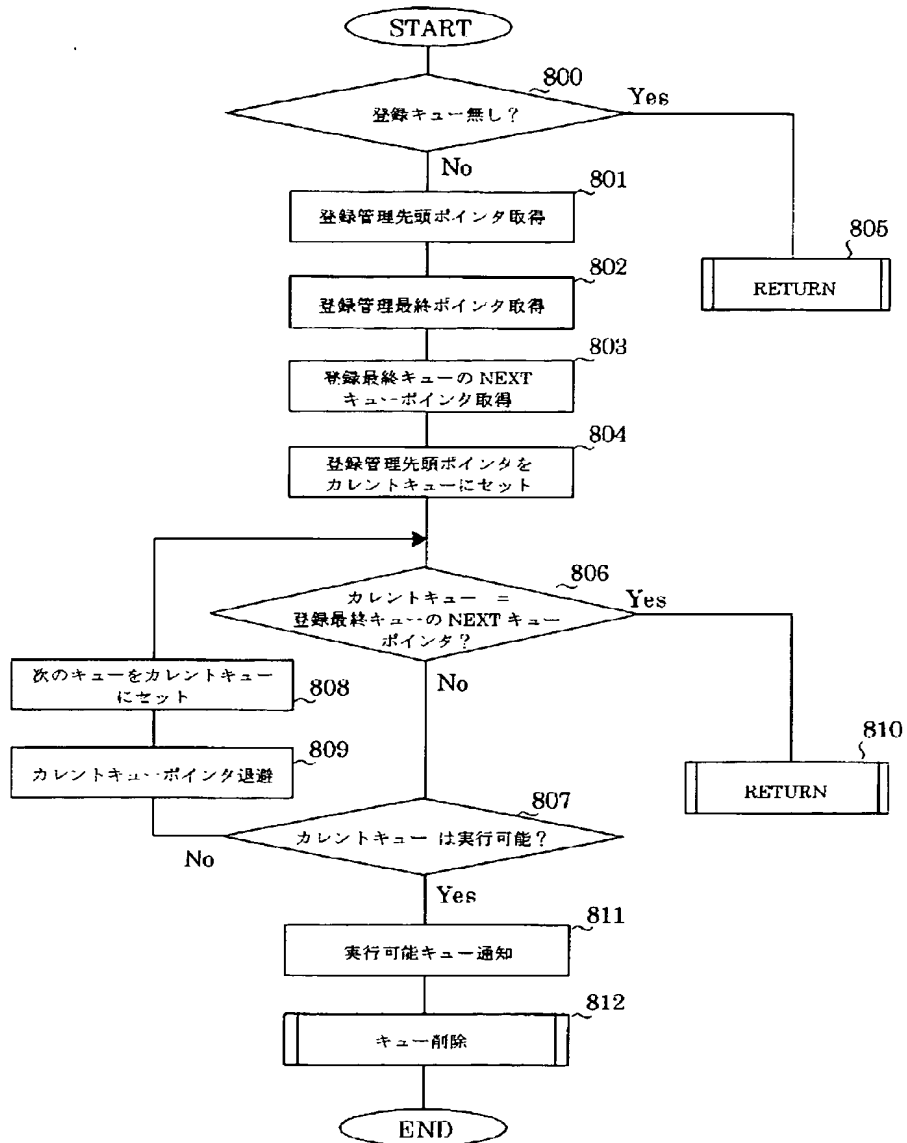 START
800
登録キュー無し？
Yes
No
801
登録管理先頭ポインタ取得
805
RETURN
802
登録管理最終ポインタ取得
803
登録最終キューの NEXT
キューポインタ取得
804
登録管理先頭ポインタを
カレントキューにセット
806
カレントキュー =
登録最終キューの NEXT キュー
ポインタ？
Yes
No
次のキューをカレントキュー
にセット
808
カレントキューポインタ退避
809
810
RETURN
807
カレントキュー は実行可能？
No
Yes
811
実行可能キュー通知
812
キュー削除
END